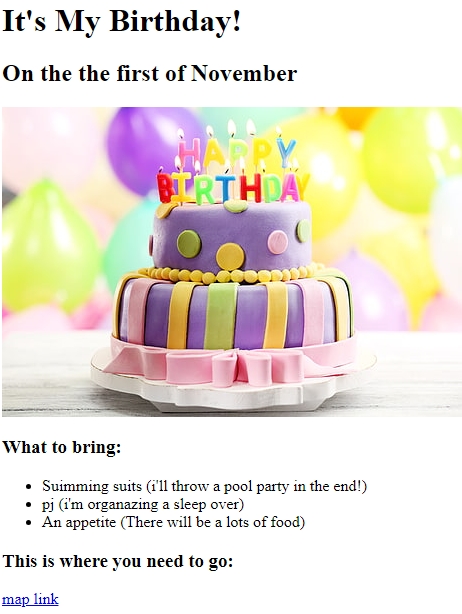 It's My Birthday!
On the the first of November
HAPPY
BIRTHDAY
What to bring:
Suimming suits (i'll throw a pool party in the end!)
pj (i'm organazing a sleep over)
An appetite (There will be a lots of food)
This is where you need to go:
map link